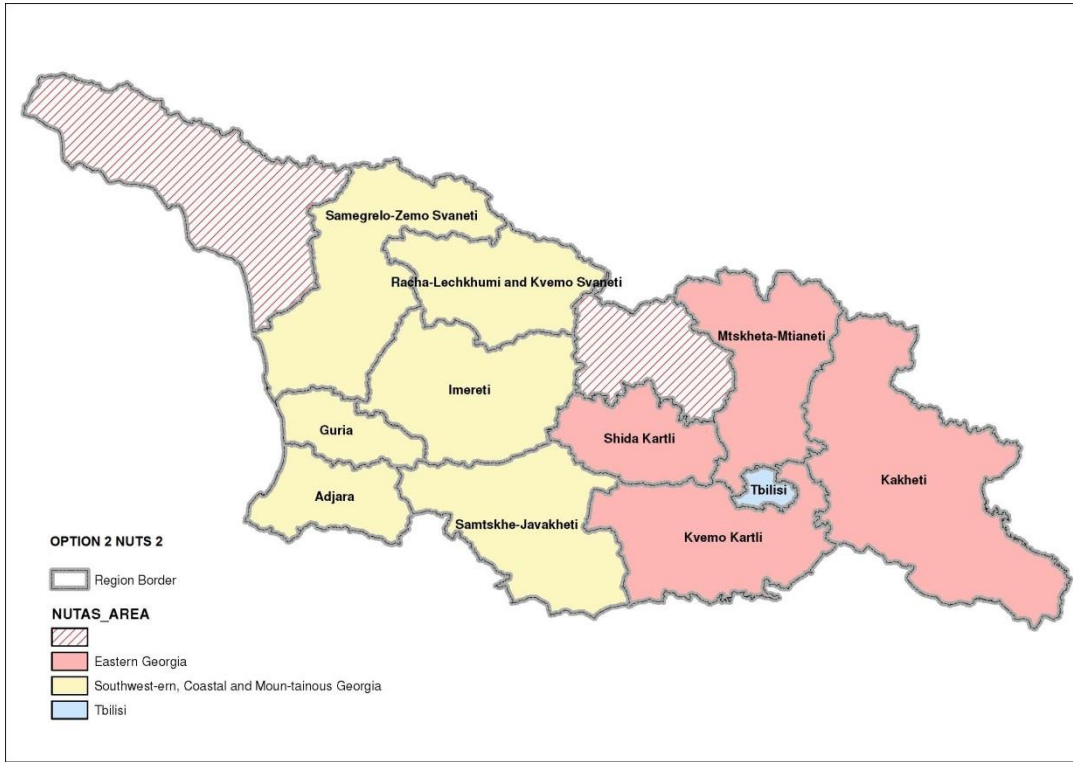 Samegrelo-Zemo Svaneti
Racha-Lechkhumi and Kvemo Svaneti
Mtskheta-Mtianeti
Imereti
Guria
Shida Kartli
Kakheti
Tbilisi
Adjara
Samtskhe-Javakheti
Kvemo Kartli
OPTION 2 NUTS 2
Region Border
NUTAS_AREA
Eastern Georgia
Southwest-ern, Coastal and Moun-tainous Georgia
Tbilisi